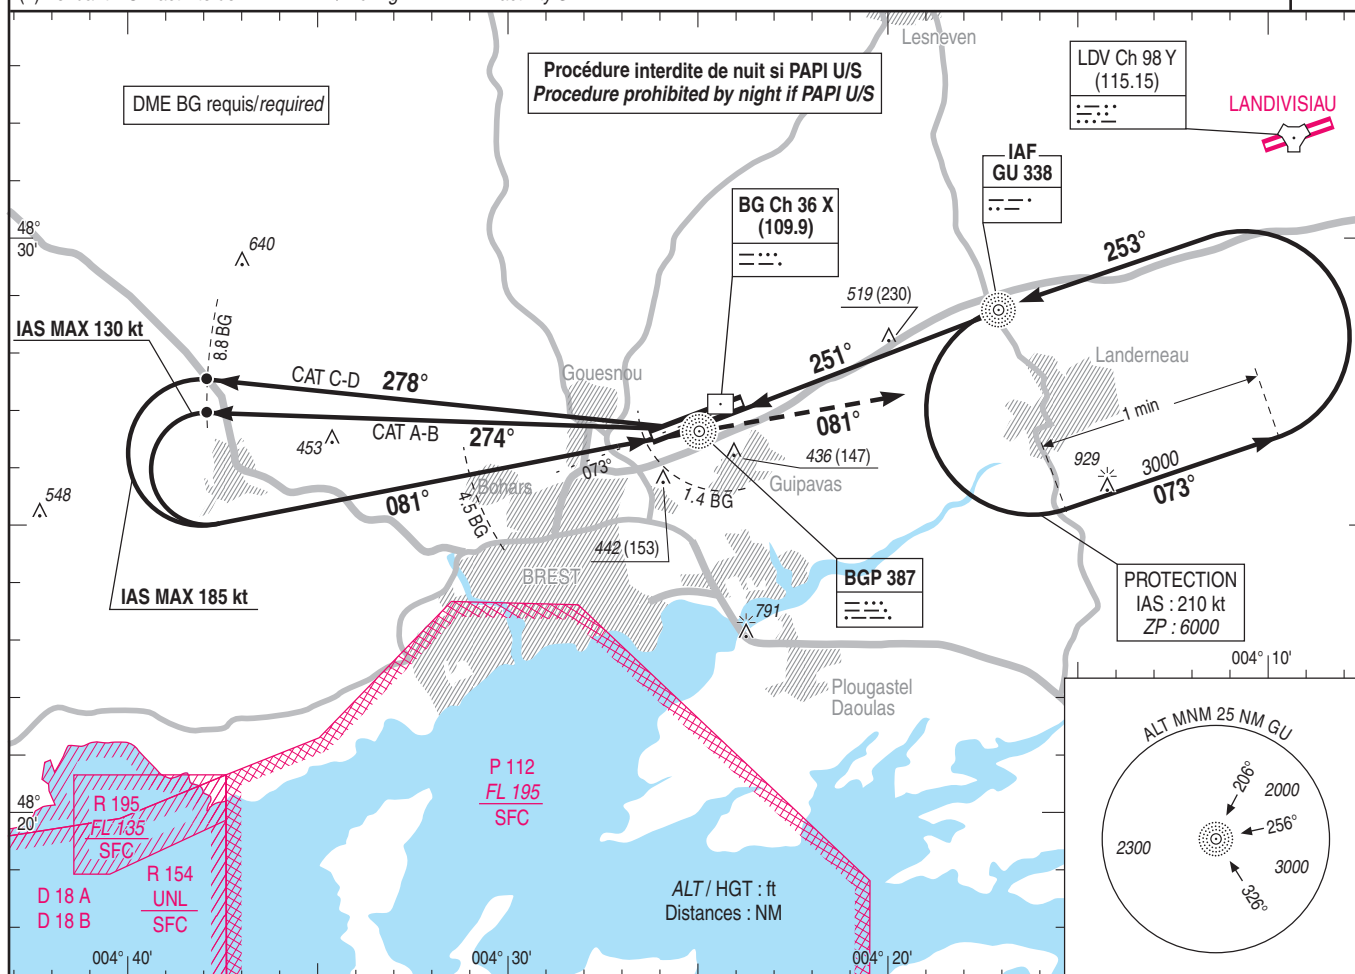 Lesneven
DME BG requis/required
Procédure interdite de nuit si PAPI U/S
Procedure prohibited by night if PAPI U/S
LDV Ch 98 Y
(115.15)
LANDIVISIAU
IAF
GU 338
BG Ch 36 X
(109.9)
48°
30'
640
253°
519 (230)
IAS MAX 130 kt
8.8 BG
251°
Landerneau
CAT C-D 278°
Gouesnou
1 min
081°
CAT A-B 274°
453
073°
436 (147)
929
3000
073°
548
081°
Bohars
4.5 BG
1.4 BG
Guipavas
442 (153)
BREST
BGP 387
IAS MAX 185 kt
PROTECTION
IAS : 210 kt
ZP : 6000
791
004° 10'
Plougastel
Daoulas
ALT MNM 25 NM GU
206°
2000
256°
2300
3000
326°
P 112
FL 195
SFC
R 195
FL 135
SFC
48°
20'
R 154
UNL
SFC
D 18 A
D 18 B
ALT / HGT : ft
Distances : NM
004° 40'
004° 30'
004° 20'